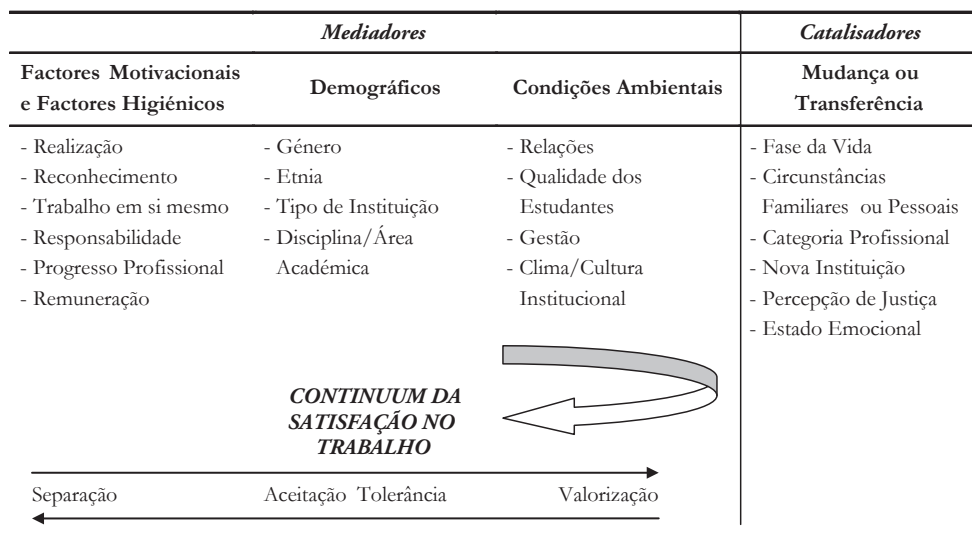 Mediadores
Catalisadores
Factores Motivacionais
e Factores Higiénicos
Demográficos
Condições Ambientais
Mudança ou
Transferência
- Realização
- Reconhecimento
- Trabalho em si mesmo
- Responsabilidade
- Progresso Profissional
- Remuneração
- Género
- Etnia
- Tipo de Instituição
- Disciplina/Área
Académica
- Relações
- Qualidade dos
Estudantes
- Gestão
- Clima/Cultura
Institucional
- Fase da Vida
- Circunstâncias
Familiares ou Pessoais
- Categoria Profissional
- Nova Instituição
- Percepção de Justiça
- Estado Emocional
CONTINUUM DA
SATISFAÇÃO NO
TRABALHO
Separação
Aceitação Tolerância
Valorização